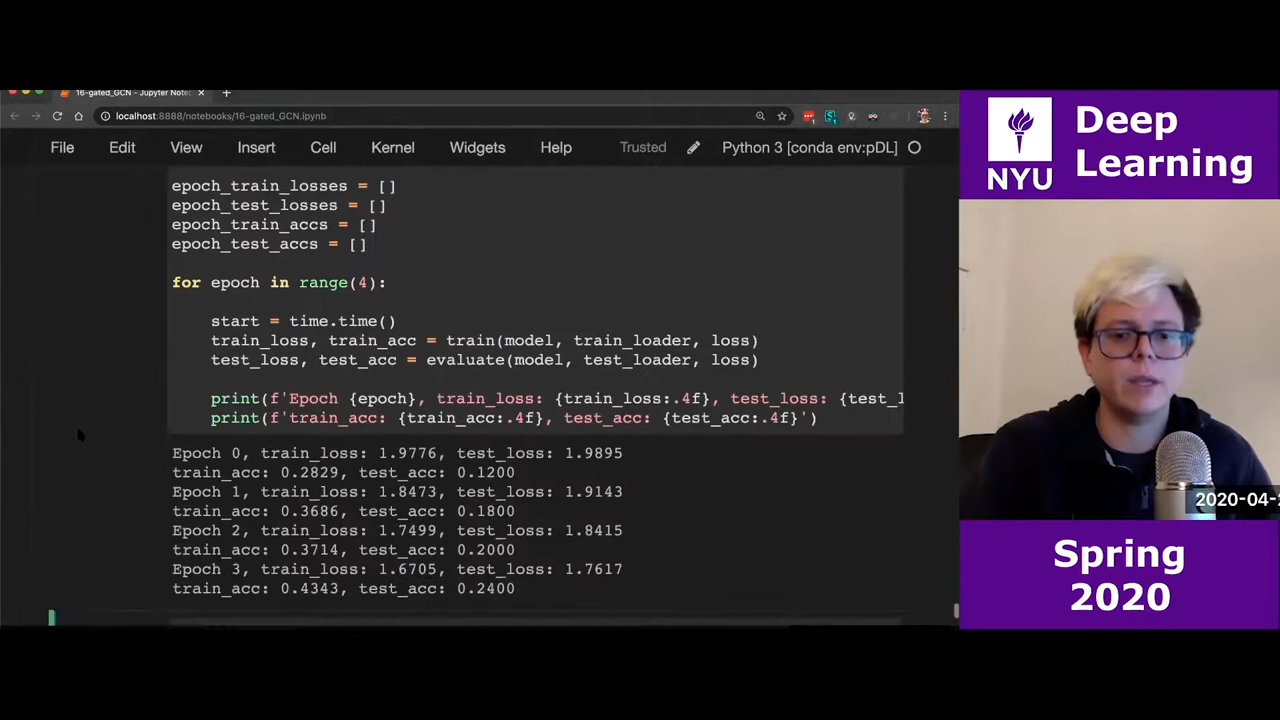 16-gated_GCN - Jupyter Note
localhost:8888/notebooks/16-gated_GCN.ipynb
File Edit View Insert Cell Kernel Widgets Help Trusted Python 3 [conda env:pDL]
epoch_train_losses = []
epoch_test_losses = []
epoch_train_accs = []
epoch_test_accs = []
for epoch in range(4):
start = time.time()
train_loss, train_acc = train(model, train_loader, loss)
test_loss, test_acc = evaluate(model, test_loader, loss)
print(f'Epoch {epoch}, train_loss: {train_loss:.4f}, test_loss: {test_l
print(f'train_acc: {train_acc:.4f}, test_acc: {test_acc:.4f}')
Epoch 0, train_loss: 1.9776, test_loss: 1.9895
train_acc: 0.2829, test_acc: 0.1200
Epoch 1, train_loss: 1.8473, test_loss: 1.9143
train_acc: 0.3686, test_acc: 0.1800
Epoch 2, train_loss: 1.7499, test_loss: 1.8415
train_acc: 0.3714, test_acc: 0.2000
Epoch 3, train_loss: 1.6705, test_loss: 1.7617
train_acc: 0.4343, test_acc: 0.2400
NYU
Deep
Learning
2020-04-2
Spring
2020